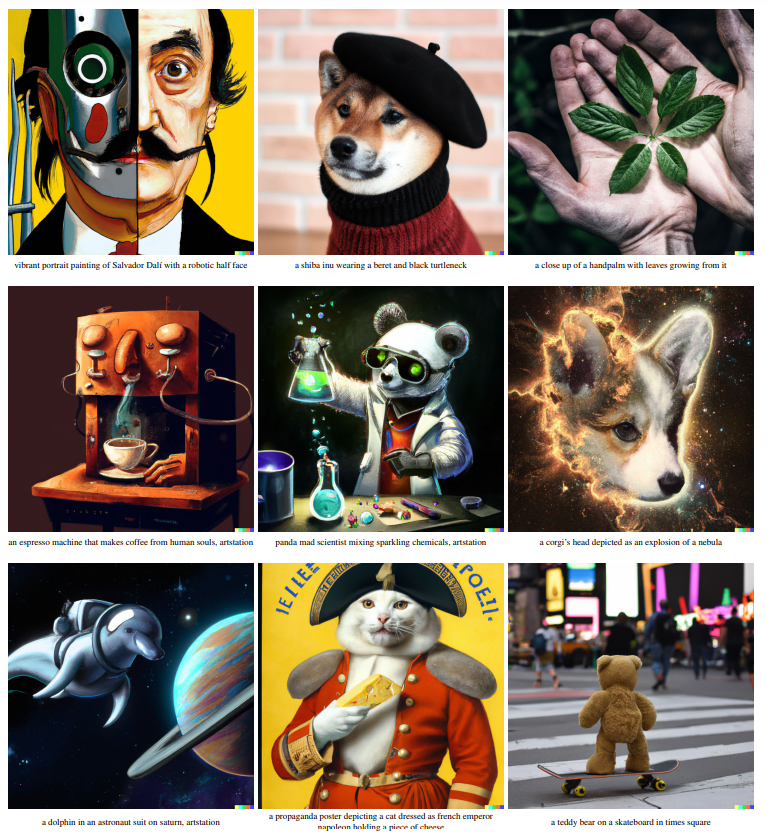 vibrant portrait painting of Salvador Dalí with a robotic half face
a shiba inu wearing a beret and black turtleneck
a close up of a handpalm with leaves growing from it
an espresso machine that makes coffee from human souls, artstation
panda mad scientist mixing sparkling chemicals, artstation
a corgi's head depicted as an explosion of a nebula
a dolphin in an astronaut suit on saturn, artstation
a propaganda poster depicting a cat dressed as french emperor
napoleon holding a piece of cheese
a teddy bear on a skateboard in times square